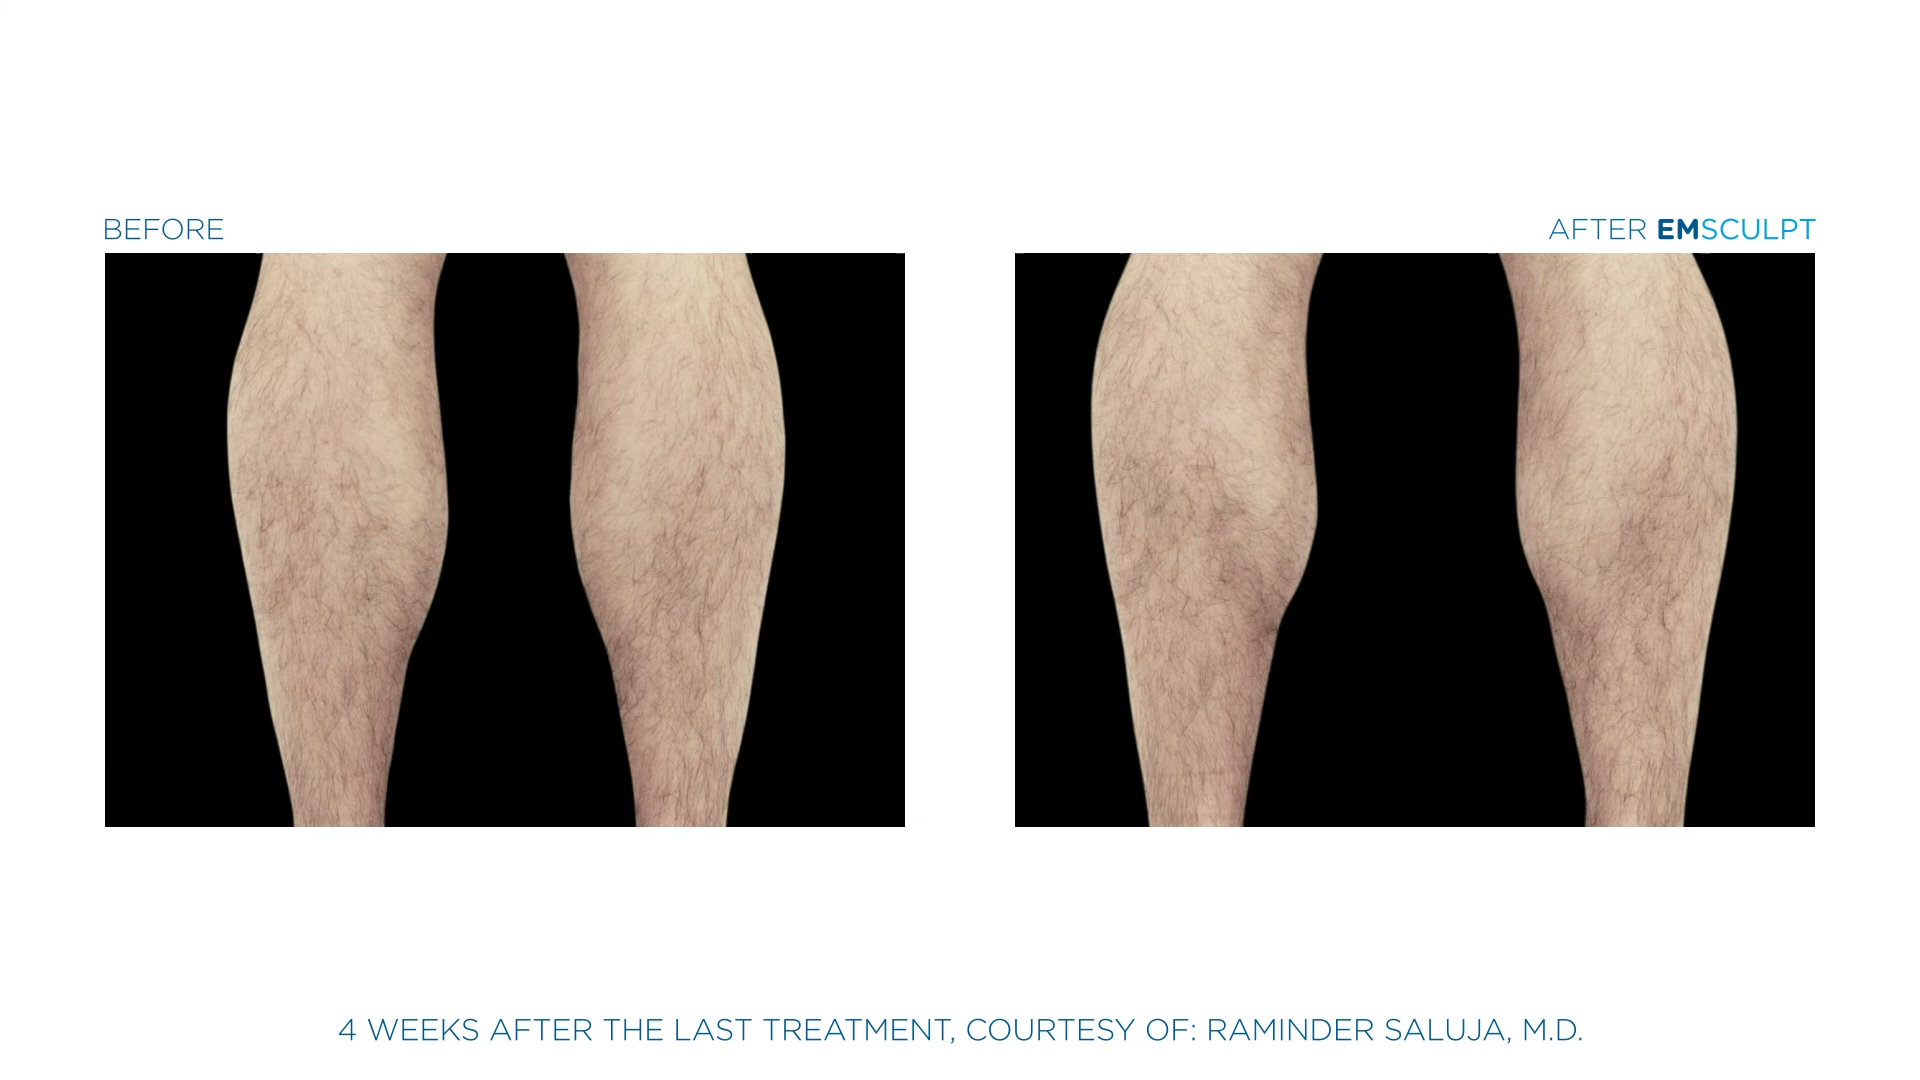 BEFORE
AFTER EMSCULPT
4 WEEKS AFTER THE LAST TREATMENT, COURTESY OF: RAMINDER SALUJA, M.D.